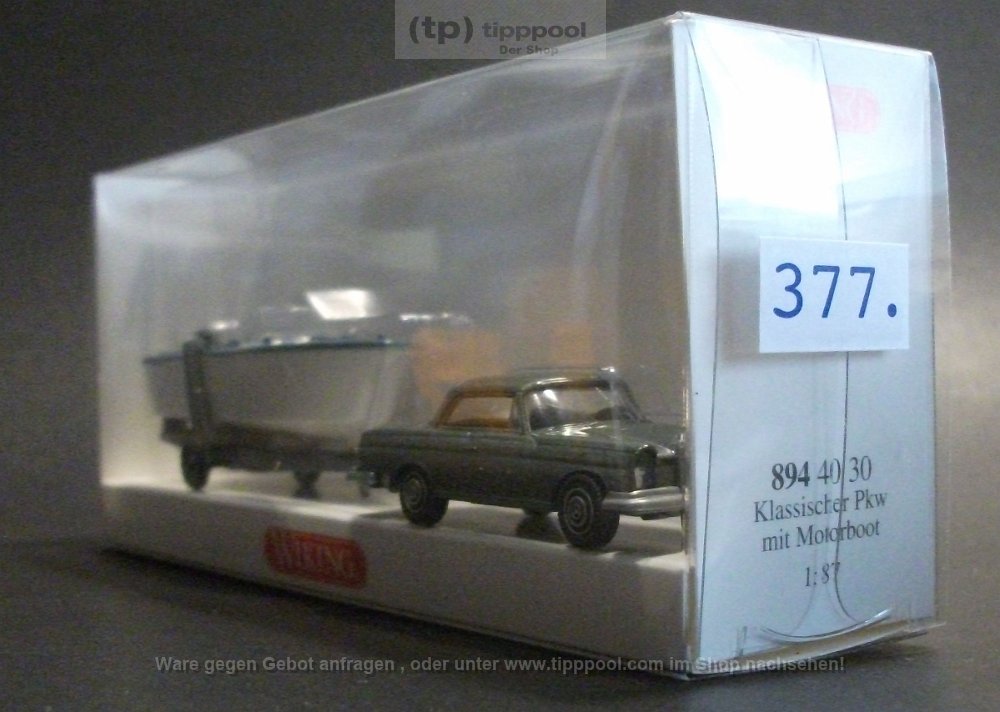 (tp) tipppool
Der Shop
377.
894 40 30
Klassischer Pkw
mit Motorboot
1:87
WIKING
Ware gegen Gebot anfragen , oder unter www.tipppool.com im Shop nachsehen!